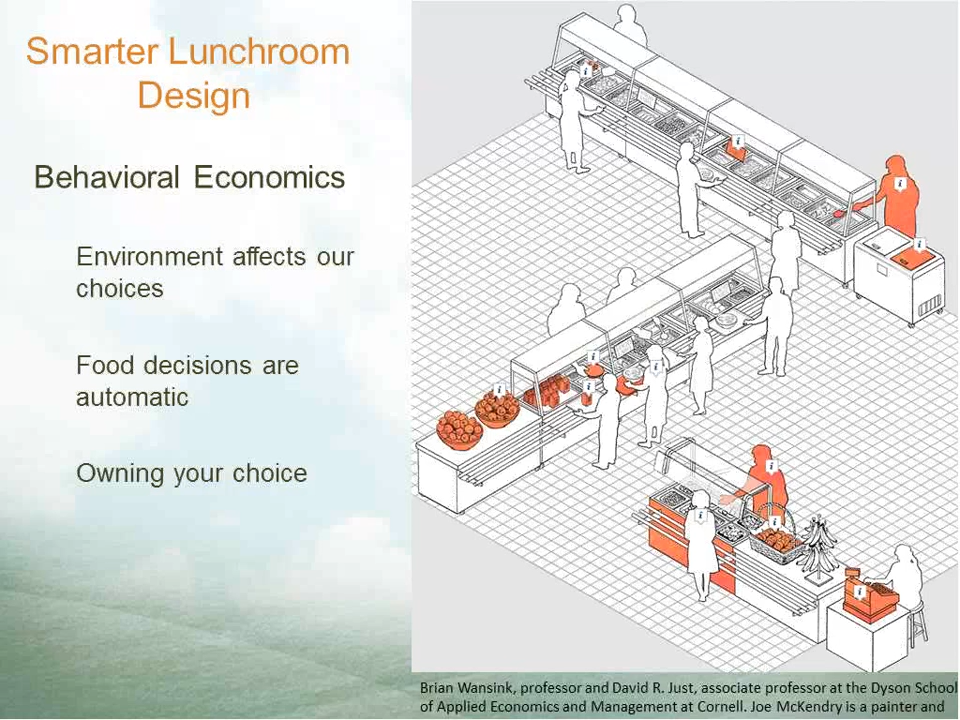 Smarter Lunchroom
Design
Behavioral Economics
Environment affects our
choices
Food decisions are
automatic
Owning your choice
i
i
i
i
i
i
i
i
i
i
i
i
Brian Wansink, professor and David R. Just, associate professor at the Dyson School
of Applied Economics and Management at Cornell. Joe McKendry is a painter and